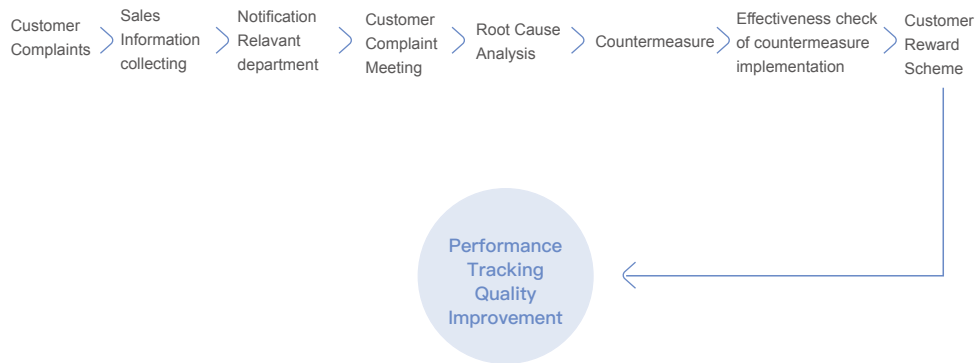 Customer
Complaints
Sales
Information
collecting
Notification
Relavant
department
Customer
Complaint
Meeting
Root Cause
Analysis
Countermeasure
Effectiveness check
of countermeasure
implementation
Customer
Reward
Scheme
Performance
Tracking
Quality
Improvement